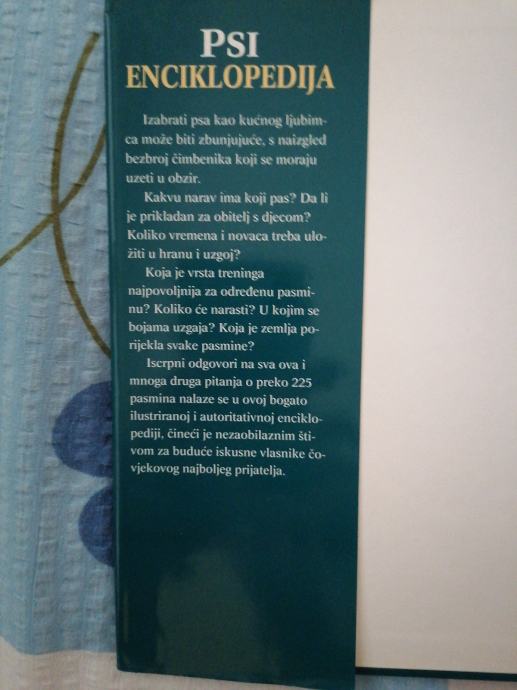 PSI
ENCIKLOPEDIJA
Izabrati psa kao kućnog ljubim-
ca može biti zbunjujuće, s naizgled
bezbroj čimbenika koji se moraju
uzeti u obzir.
Kakvu narav ima koji pas? Da li
je prikladan za obitelj s djecom?
Koliko vremena i novaca treba ulo-
žiti u hranu i uzgoj?
Koja je vrsta treninga
najpovoljnija za određenu pasmi-
nu? Koliko će narasti? U kojim se
bojama uzgaja? Koja je zemlja po-
rijekla svake pasmine?
Iscrpni odgovori na sva ova i
mnoga druga pitanja o preko 225
pasmina nalaze se u ovoj bogato
ilustriranoj i autoritativnoj enciklo-
pediji, čineći je nezaobilaznim šti-
vom za buduće iskusne vlasnike čo-
vjekovog najboljeg prijatelja.